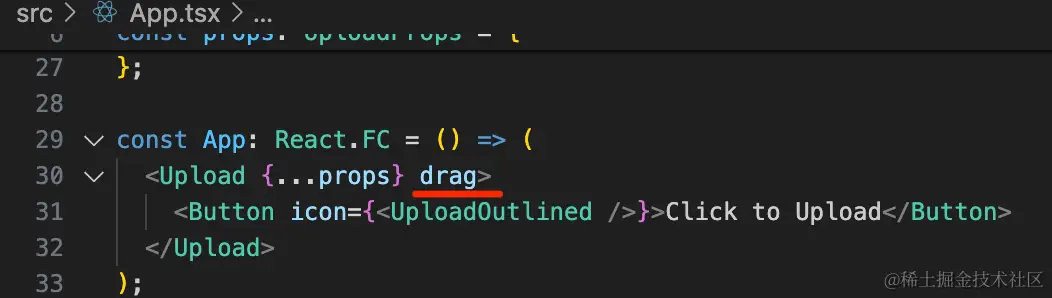 src > App.tsx > ...
6 const props: UploadProps = {
27 };
28
29 const App: React.FC = () => (
30 <Upload {...props} drag>
31 <Button icon={<UploadOutlined />}>Click to Upload</Button>
32 </Upload>
33 );
@稀土掘金技术社区